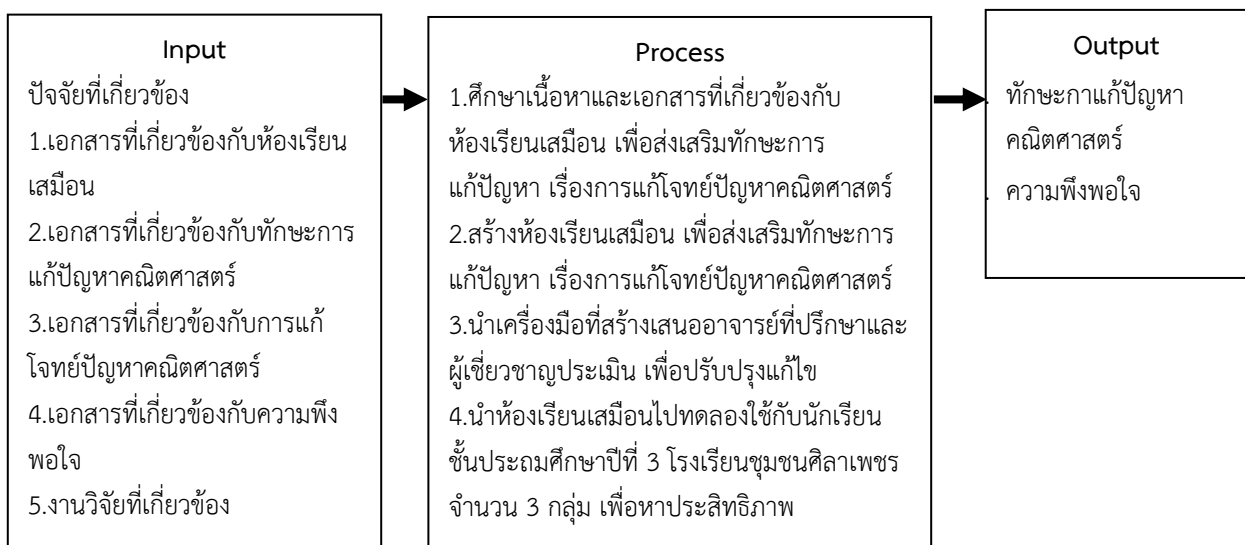 Input
ปัจจัยที่เกี่ยวข้อง
1.เอกสารที่เกี่ยวข้องกับห้องเรียน
เสมือน
2.เอกสารที่เกี่ยวข้องกับทักษะการ
แก้ปัญหาคณิตศาสตร์
3.เอกสารที่เกี่ยวข้องกับการแก้
โจทย์ปัญหาคณิตศาสตร์
4.เอกสารที่เกี่ยวข้องกับความพึง
พอใจ
5.งานวิจัยที่เกี่ยวข้อง
Process
1.ศึกษาเนื้อหาและเอกสารที่เกี่ยวข้องกับ
ห้องเรียนเสมือน เพื่อส่งเสริมทักษะการ
แก้ปัญหา เรื่องการแก้โจทย์ปัญหาคณิตศาสตร์
2.สร้างห้องเรียนเสมือน เพื่อส่งเสริมทักษะการ
แก้ปัญหา เรื่องการแก้โจทย์ปัญหาคณิตศาสตร์
3.นำเครื่องมือที่สร้างเสนออาจารย์ที่ปรึกษาและ
ผู้เชี่ยวชาญประเมิน เพื่อปรับปรุงแก้ไข
4.นำห้องเรียนเสมือนไปทดลองใช้กับนักเรียน
ชั้นประถมศึกษาปีที่ 3 โรงเรียนชุมชนศิลาเพชร
จำนวน 3 กลุ่ม เพื่อหาประสิทธิภาพ
Output
. ทักษะกาแก้ปัญหา
คณิตศาสตร์
. ความพึงพอใจ